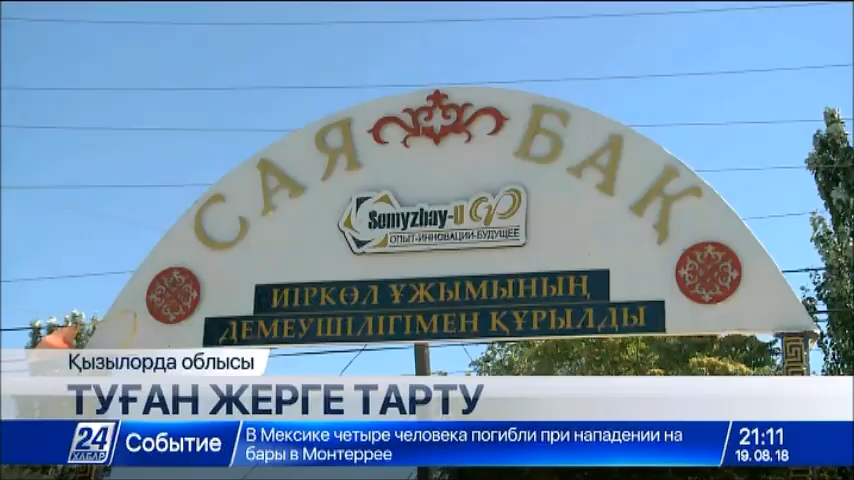 САЯ БАҚ
Semyzbay-U
ОПЫТ-ИННОВАЦИИ-БУДУЩЕЕ
ИІРКӨЛ ҰЖЫМЫНЫҢ
ДЕМЕУШІЛІГІМЕН ҚҰРЫЛДЫ
Қызылорда облысы
ТУҒАН ЖЕРГЕ ТАРТУ
24
ХАБАР
Событие
В Мексике четыре человека погибли при нападении на
бары в Монтеррее
21:11
19.08.18